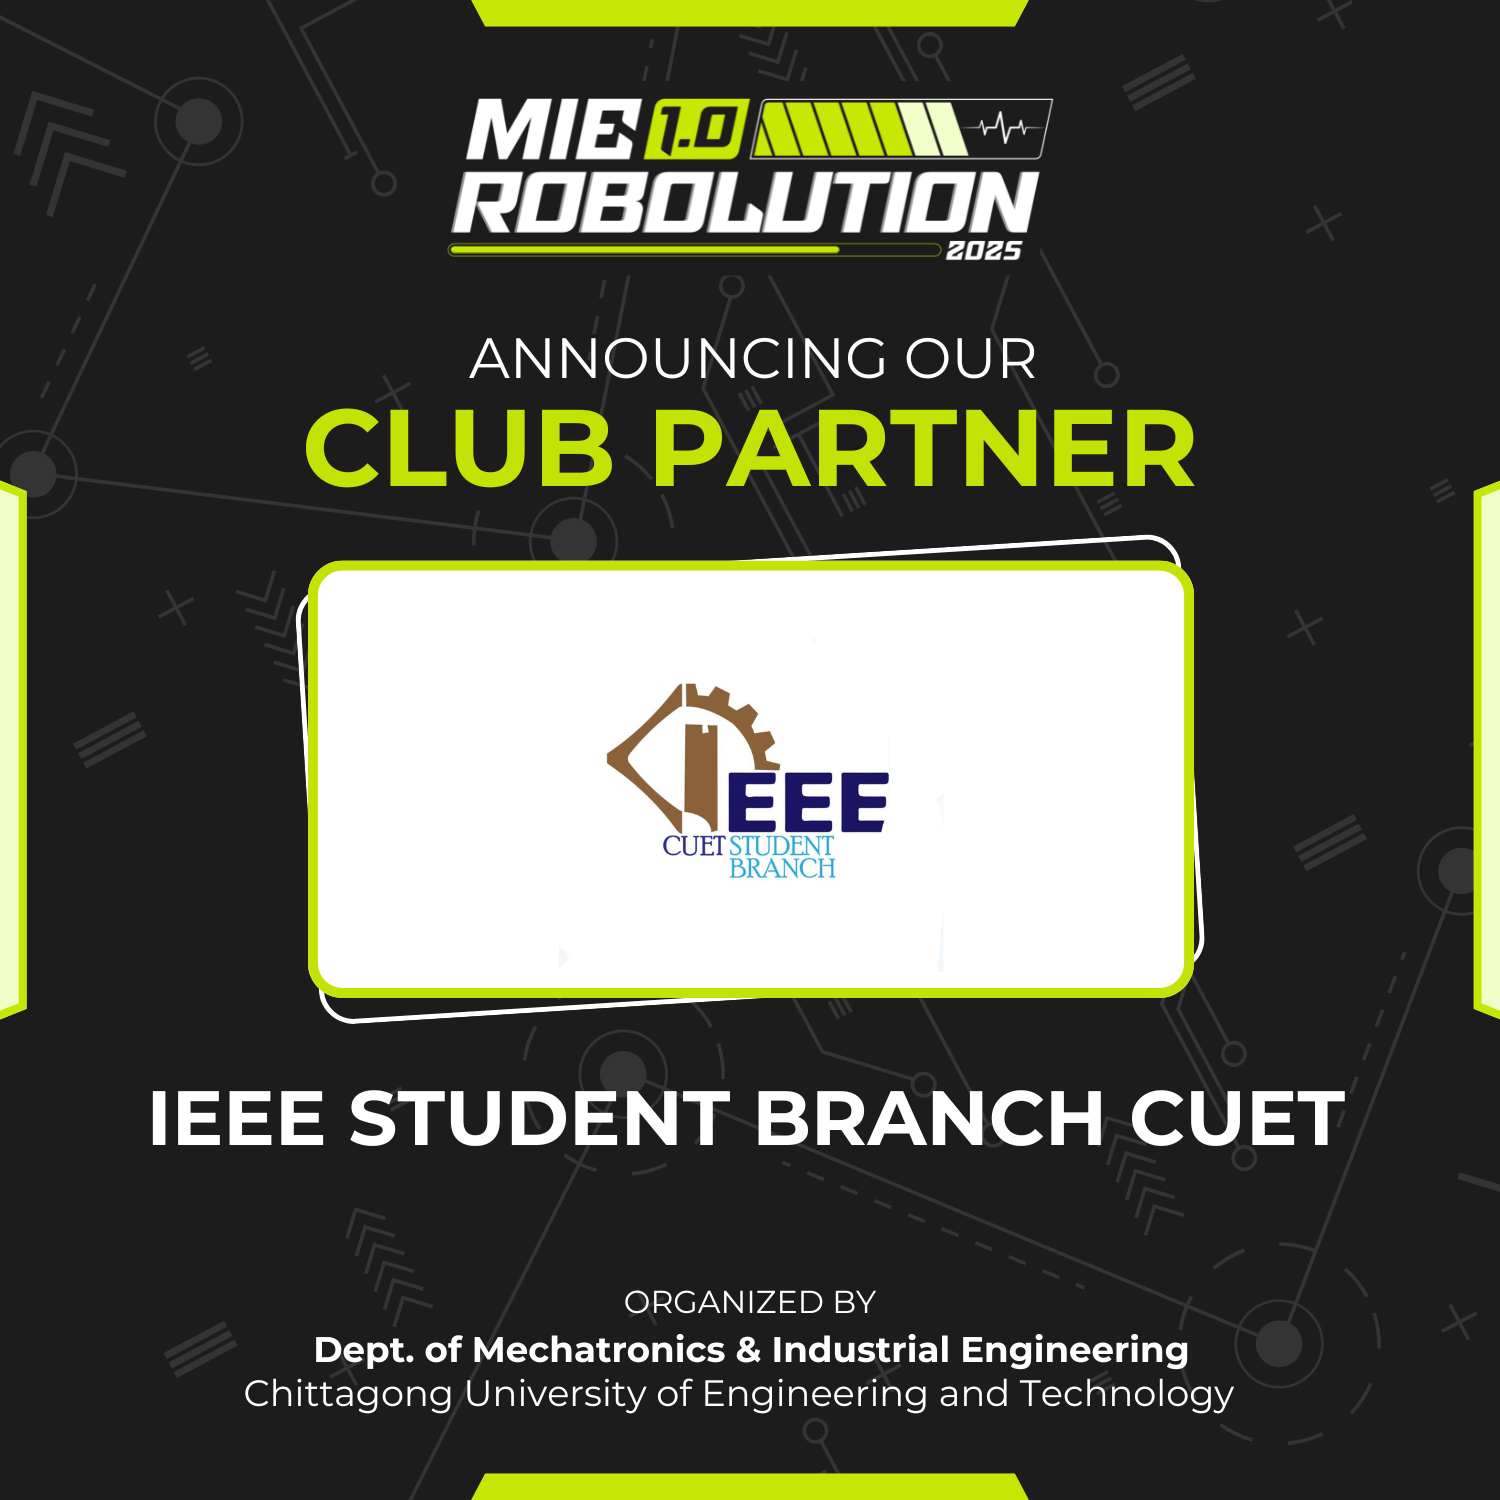 MIE 1.0
ROBOLUTION
2025
ANNOUNCING OUR
CLUB PARTNER
IEEE
CUET STUDENT
BRANCH
IEEE STUDENT BRANCH CUET
ORGANIZED BY
Dept. of Mechatronics & Industrial Engineering
Chittagong University of Engineering and Technology